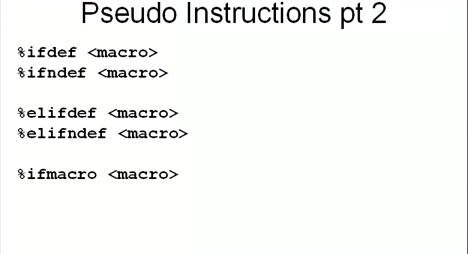 Pseudo Instructions pt 2
%ifdef <macro>
%ifndef <macro>
%elifdef <macro>
%elifndef <macro>
%ifmacro <macro>